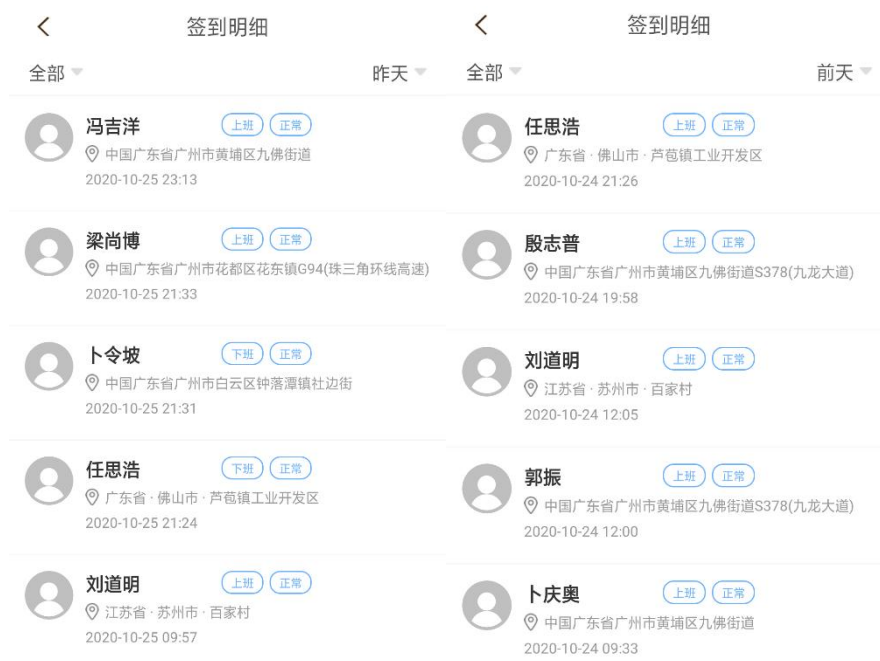 签到明细
全部
昨天
冯吉洋 上班 正常
中国广东省广州市黄埔区九佛街道
2020-10-25 23:13
梁尚博 上班 正常
中国广东省广州市花都区花东镇G94(珠三角环线高速)
2020-10-25 21:33
卜令坡 下班 正常
中国广东省广州市白云区钟落潭镇社边街
2020-10-25 21:31
任思浩 下班 正常
广东省·佛山市·芦苞镇工业开发区
2020-10-25 21:24
刘道明 上班 正常
江苏省·苏州市·百家村
2020-10-25 09:57
签到明细
全部
前天
任思浩 上班 正常
广东省·佛山市·芦苞镇工业开发区
2020-10-24 21:26
殷志普 上班 正常
中国广东省广州市黄埔区九佛街道S378(九龙大道)
2020-10-24 19:58
刘道明 上班 正常
江苏省·苏州市·百家村
2020-10-24 12:05
郭振 上班 正常
中国广东省广州市黄埔区九佛街道S378(九龙大道)
2020-10-24 12:00
卜庆奥 上班 正常
中国广东省广州市黄埔区九佛街道
2020-10-24 09:33